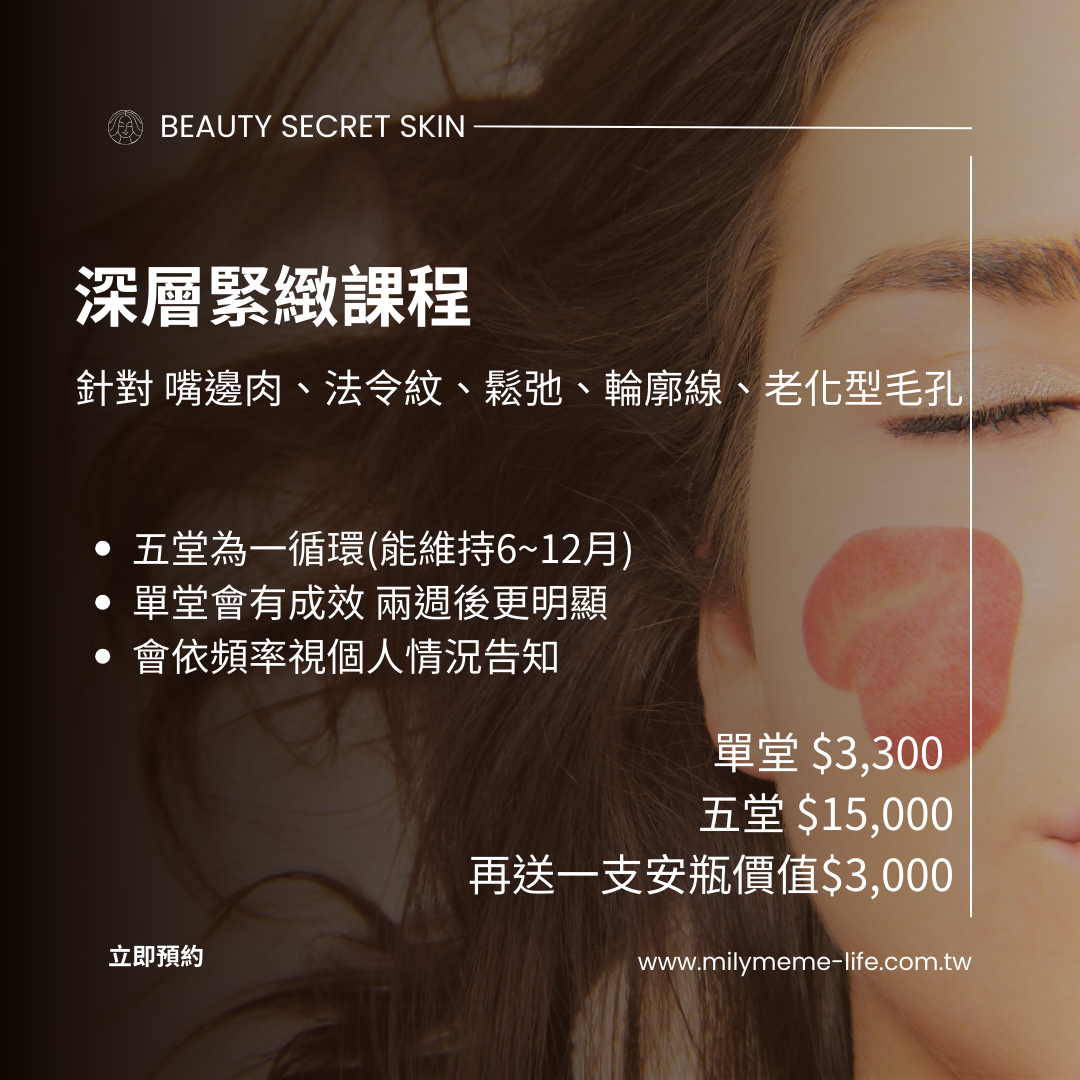 BEAUTY SECRET SKIN
深層緊緻課程
針對 嘴邊肉、法令紋、鬆弛、輪廓線、老化型毛孔
五堂為一循環(能維持6~12月)
單堂會有成效 兩週後更明顯
會依頻率視個人情況告知
單堂 $3,300
五堂 $15,000
再送一支安瓶價值$3,000
立即預約
www.milymeme-life.com.tw